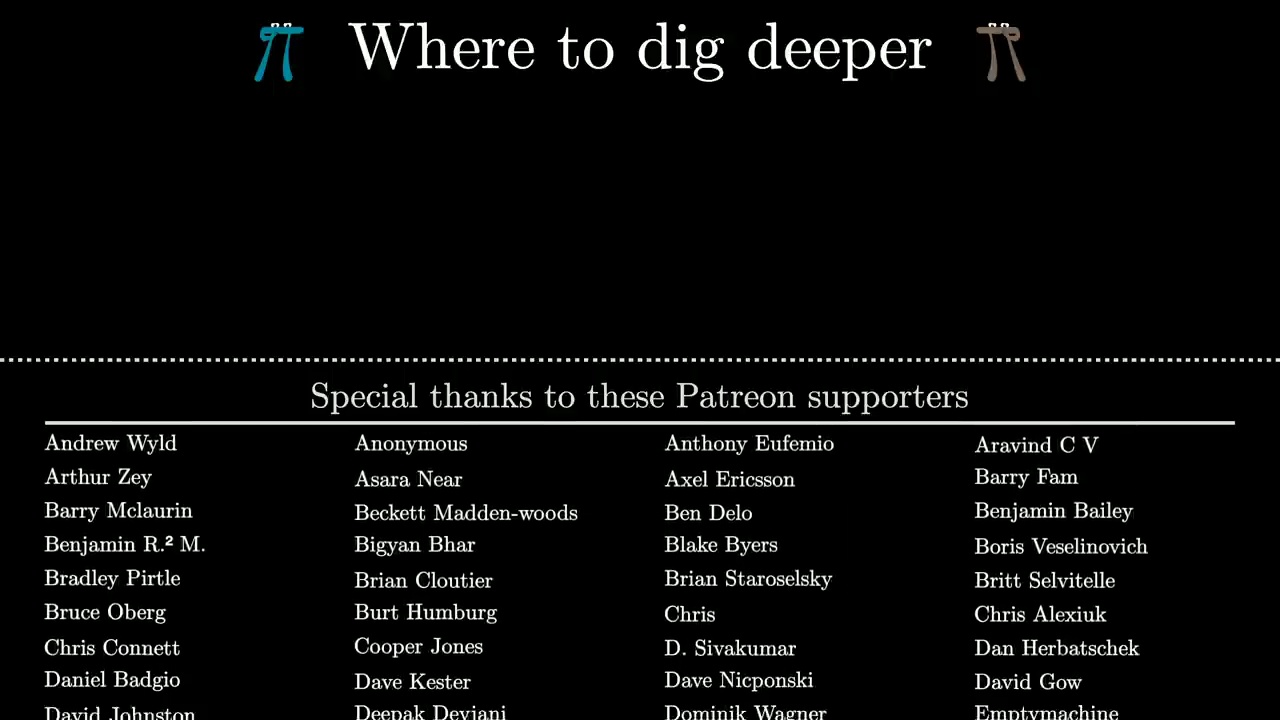 Where to dig deeper
Special thanks to these Patreon supporters
Andrew Wyld Anonymous Anthony Eufemio Aravind C V
Arthur Zey Asara Near Axel Ericsson Barry Fam
Barry Mclaurin Beckett Madden-woods Ben Delo Benjamin Bailey
Benjamin R.² M. Bigyan Bhar Blake Byers Boris Veselinovich
Bradley Pirtle Brian Cloutier Brian Staroselsky Britt Selvitelle
Bruce Oberg Burt Humburg Chris Chris Alexiuk
Chris Connett Cooper Jones D. Sivakumar Dan Herbatschek
Daniel Badgio Dave Kester Dave Nicponski David Gow
David Johnston Deepak Devjani Dominik Wagner Emptymachine